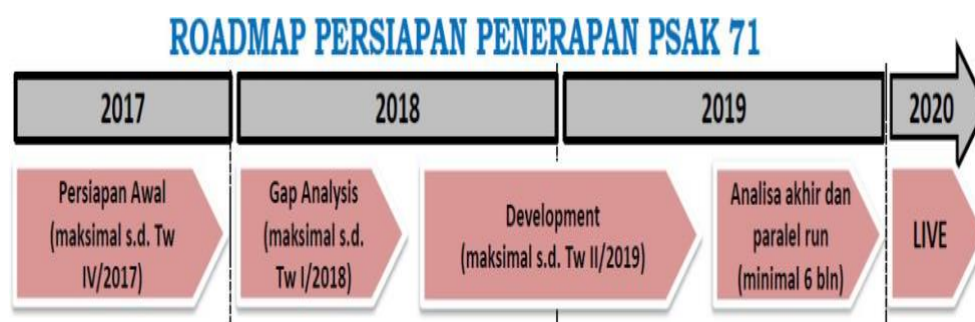 ROADMAP PERSIAPAN PENERAPAN PSAK 71
2017
2018
2019
2020
Persiapan Awal
(maksimal s.d. Tw
IV/2017)
Gap Analysis
(maksimal s.d.
Tw I/2018)
Development
(maksimal s.d. Tw II/2019)
Analisa akhir dan
paralel run
(minimal 6 bln)
LIVE